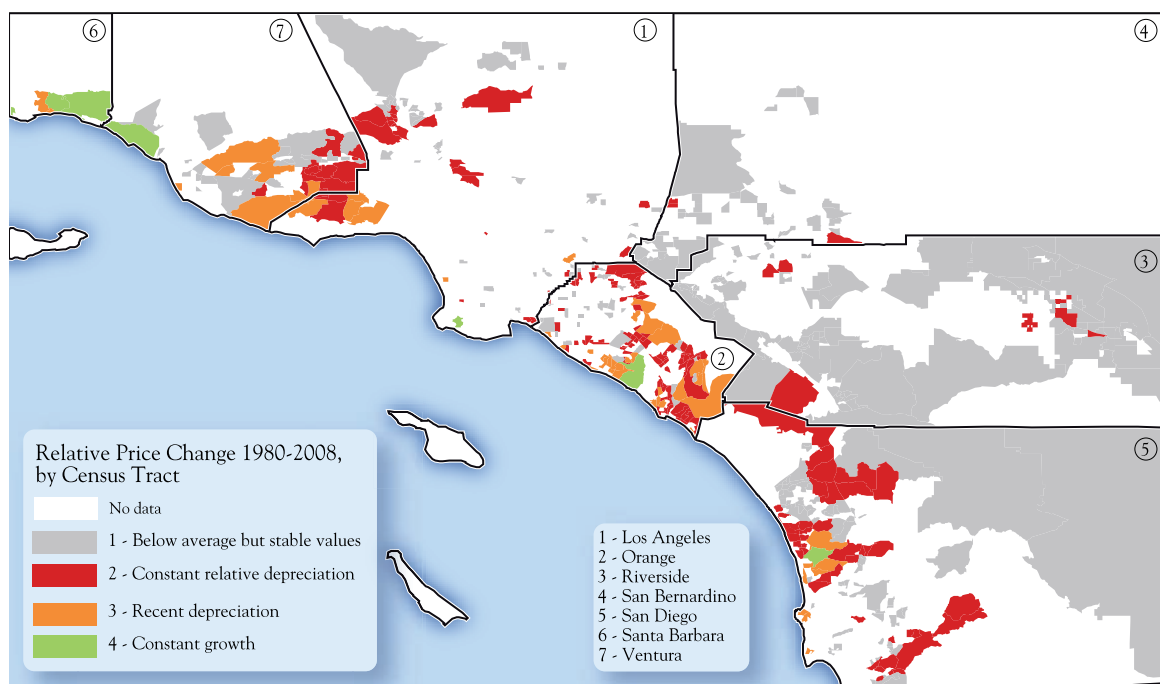 6
7
1
4
3
2
5
Relative Price Change 1980-2008,
by Census Tract
No data
1 - Below average but stable values
2 - Constant relative depreciation
3 - Recent depreciation
4 - Constant growth
1 - Los Angeles
2 - Orange
3 - Riverside
4 - San Bernardino
5 - San Diego
6 - Santa Barbara
7 - Ventura